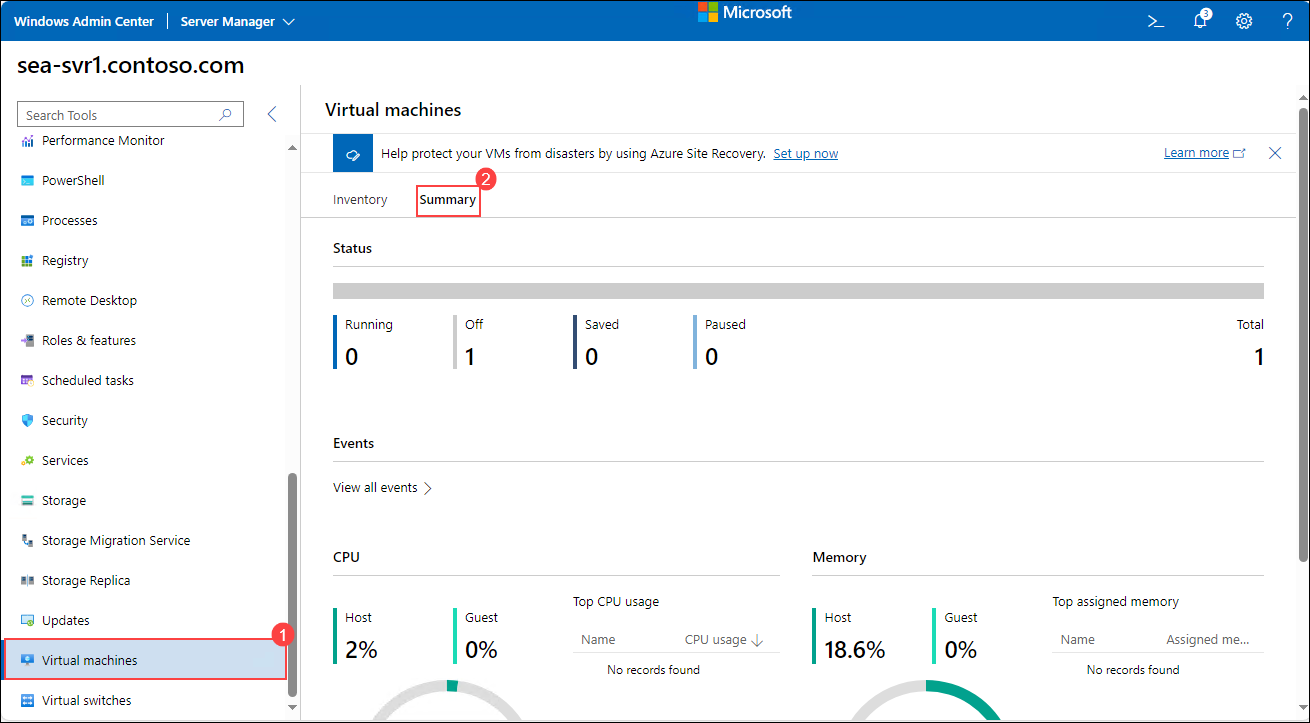 Windows Admin Center Server Manager Microsoft 3 ?
sea-svr1.contoso.com
Search Tools
Performance Monitor
PowerShell
Processes
Registry
Remote Desktop
Roles & features
Scheduled tasks
Security
Services
Storage
Storage Migration Service
Storage Replica
Updates
1
Virtual machines
Virtual switches
Virtual machines
Help protect your VMs from disasters by using Azure Site Recovery. Set up now Learn more
2
Inventory Summary
Status
Running Off Saved Paused Total
0 1 0 0 1
Events
View all events
CPU
Host Guest Top CPU usage
2% 0% Name CPU usage
No records found
Memory
Host Guest Top assigned memory
18.6% 0% Name Assigned me...
No records found